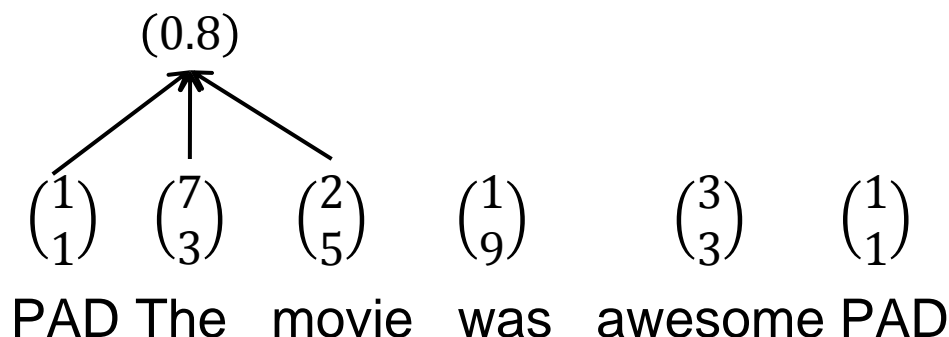 (0.8)
(1 1) (7 3) (2 5) (1 9) (3 3) (1 1)
PAD The movie was awesome PAD